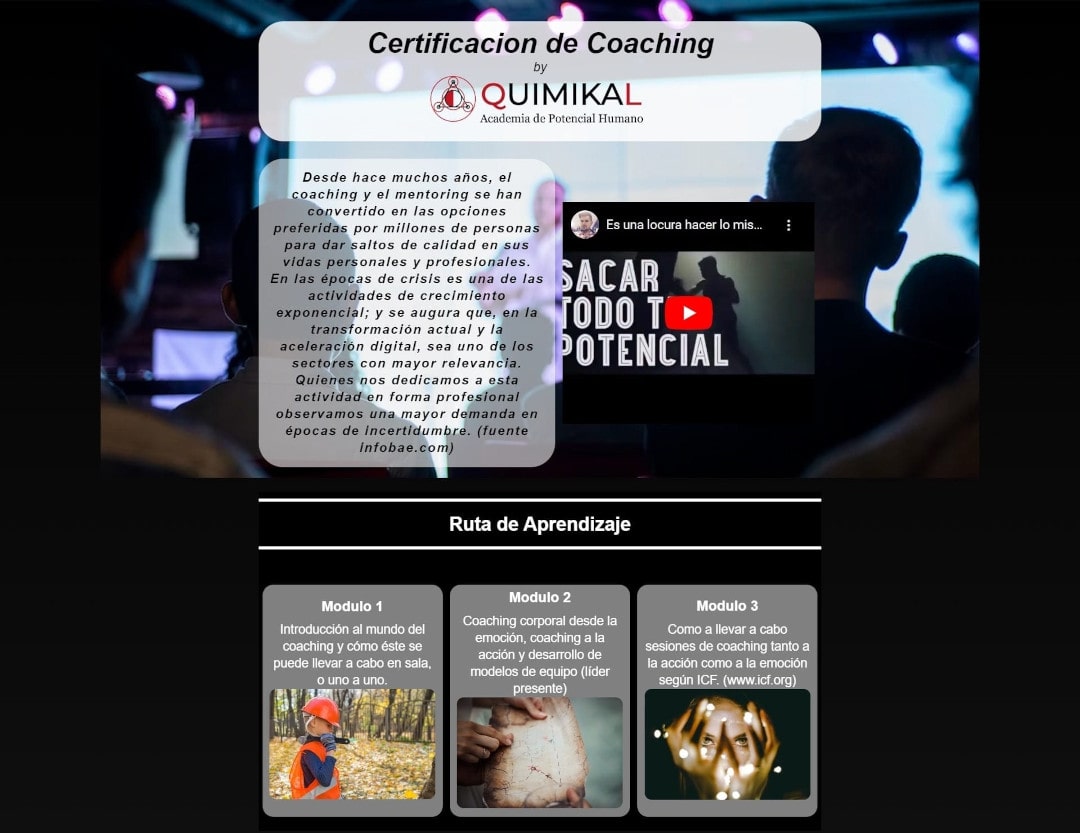 Certificacion de Coaching
by
QUIMIKAL
Academia de Potencial Humano
Desde hace muchos años, el
coaching y el mentoring se han
convertido en las opciones
preferidas por millones de personas
para dar saltos de calidad en sus
vidas personales y profesionales.
En las épocas de crisis es una de las
actividades de crecimiento
exponencial; y se augura que, en la
transformación actual y la
aceleración digital, sea uno de los
sectores con mayor relevancia.
Quienes nos dedicamos a esta
actividad en forma profesional
observamos una mayor demanda en
épocas de incertidumbre. (fuente
infobae.com)
Es una locura hacer lo mis...
SACAR
TODO T
POTENCIAL
Ruta de Aprendizaje
Modulo 1
Introducción al mundo del
coaching y cómo éste se
puede llevar a cabo en sala,
o uno a uno.
Modulo 2
Coaching corporal desde la
emoción, coaching a la
acción y desarrollo de
modelos de equipo (líder
presente)
Modulo 3
Como a llevar a cabo
sesiones de coaching tanto a
la acción como a la emoción
según ICF. (www.icf.org)